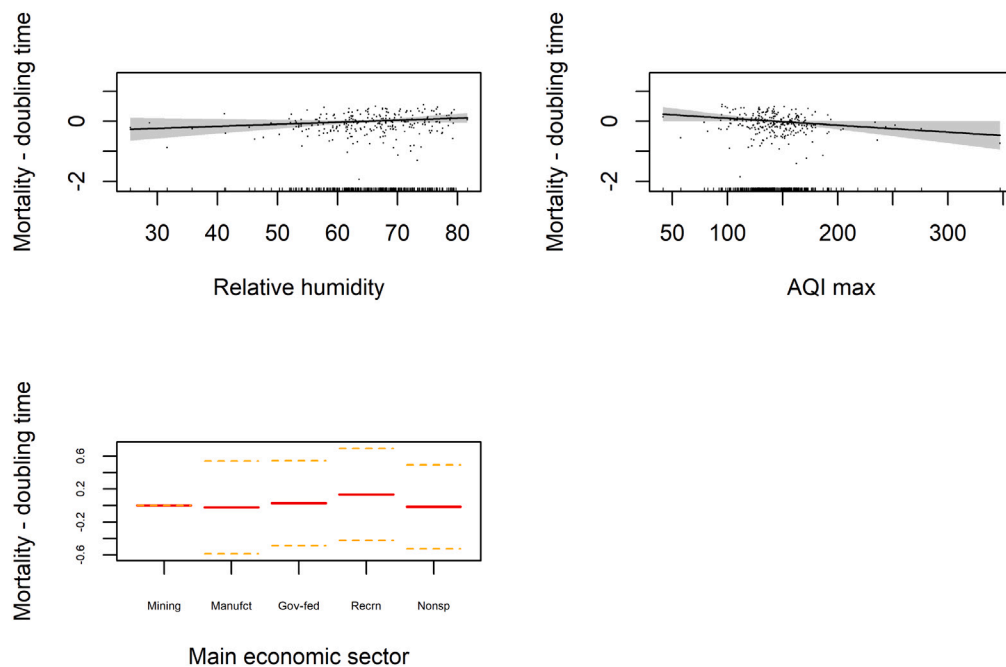 Mortality - doubling time
0
-2
30 40 50 60 70 80
Relative humidity
Mortality - doubling time
0
-2
50 100 200 300
AQI max
Mortality - doubling time
0.6
0.2
-0.2
-0.6
Mining Manufct Gov-fed Recrn Nonsp
Main economic sector